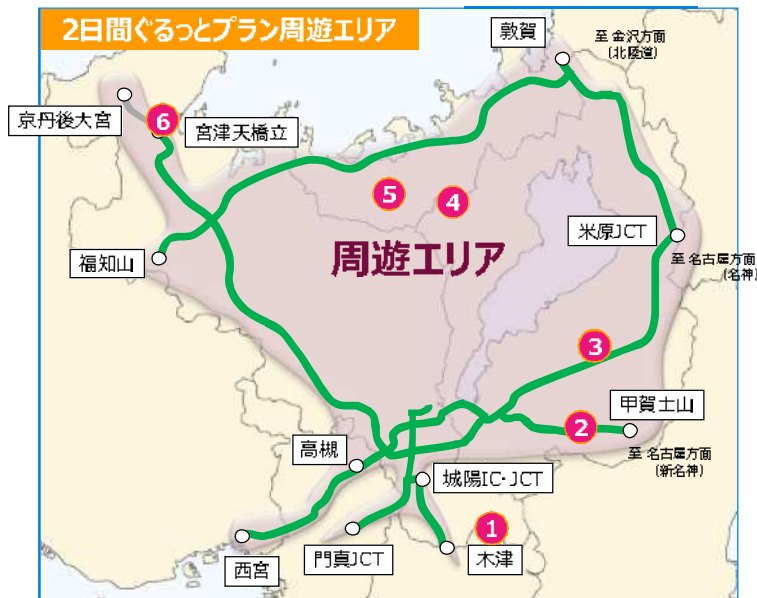 2日間ぐるっとプラン周遊エリア
敦賀
至 金沢方面
(北陸道)
京丹後大宮
6
宮津天橋立
5
4
周遊エリア
米原JCT
福知山
至 名古屋方面
(名神)
3
甲賀土山
2
高槻
至 名古屋方面
(新名神)
城陽IC・JCT
1
西宮
門真JCT
木津